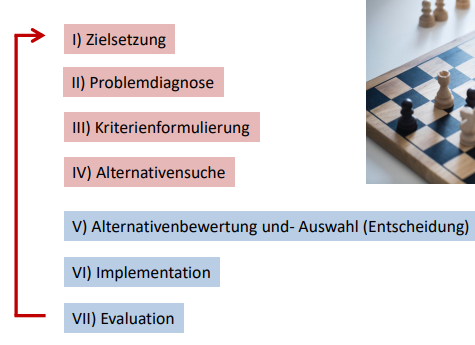 I) Zielsetzung
II) Problemdiagnose
III) Kriterienformulierung
IV) Alternativensuche
V) Alternativenbewertung und- Auswahl (Entscheidung)
VI) Implementation
VII) Evaluation